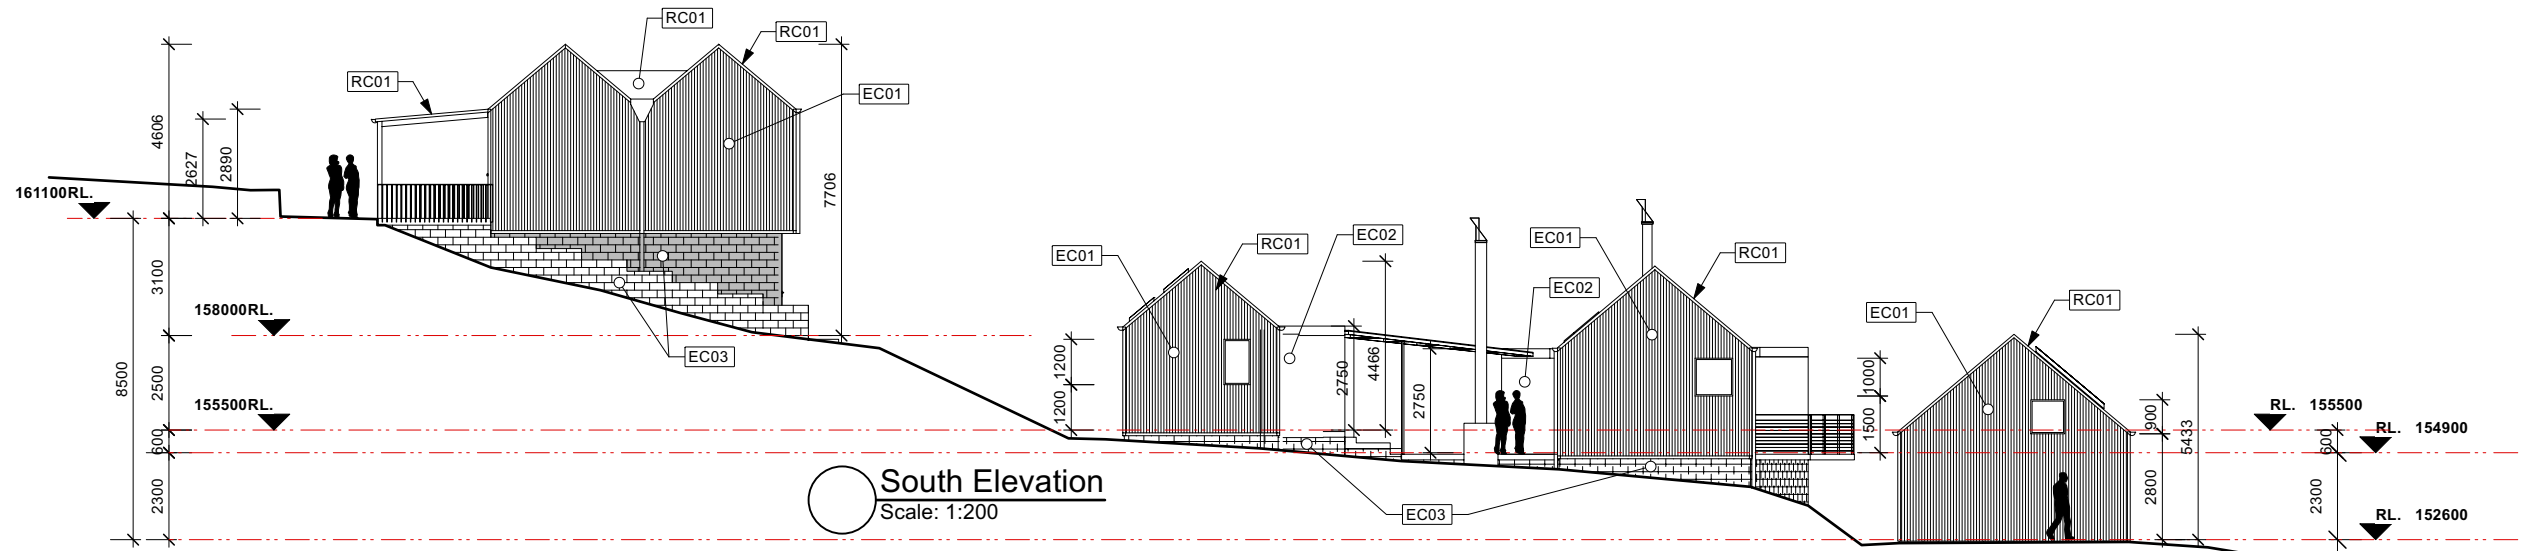 RC01
RC01
RC01
EC01
4606
2627
2890
7706
161100RL.
3100
158000RL.
EC03
8500
2500
155500RL.
600
2300
South Elevation
Scale: 1:200
EC01
RC01
EC02
EC01
RC01
EC02
1200
1200
2750
4466
2750
EC03
1000
1500
EC01
RC01
900
2800
5433
RL. 155500
600
RL. 154900
2300
RL. 152600